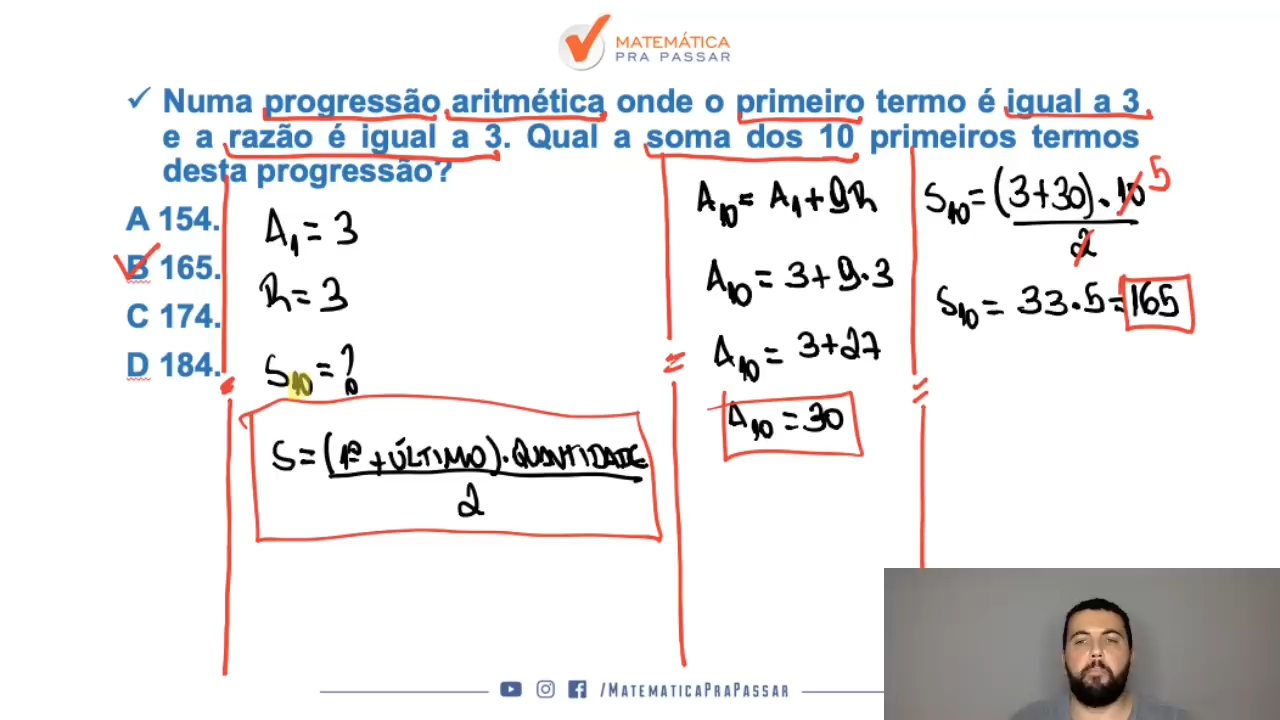 MATEMÁTICA
PRA PASSAR
✓ Numa progressão aritmética onde o primeiro termo é igual a 3
e a razão é igual a 3. Qual a soma dos 10 primeiros termos
desta progressão?
A 154.
B 165.
C 174.
D 184.
A₁ = 3
R = 3
S₁₀ = ?
S = (1º + ÚLTIMO) · QUANTIDADE
2
A₁₀ = A₁ + 9R
A₁₀ = 3 + 9·3
A₁₀ = 3+27
A₁₀ = 30
S₁₀ = (3+30) · 10 5
2
S₁₀ = 33·5 = 165
/MATEMATICAPRAPASSAR